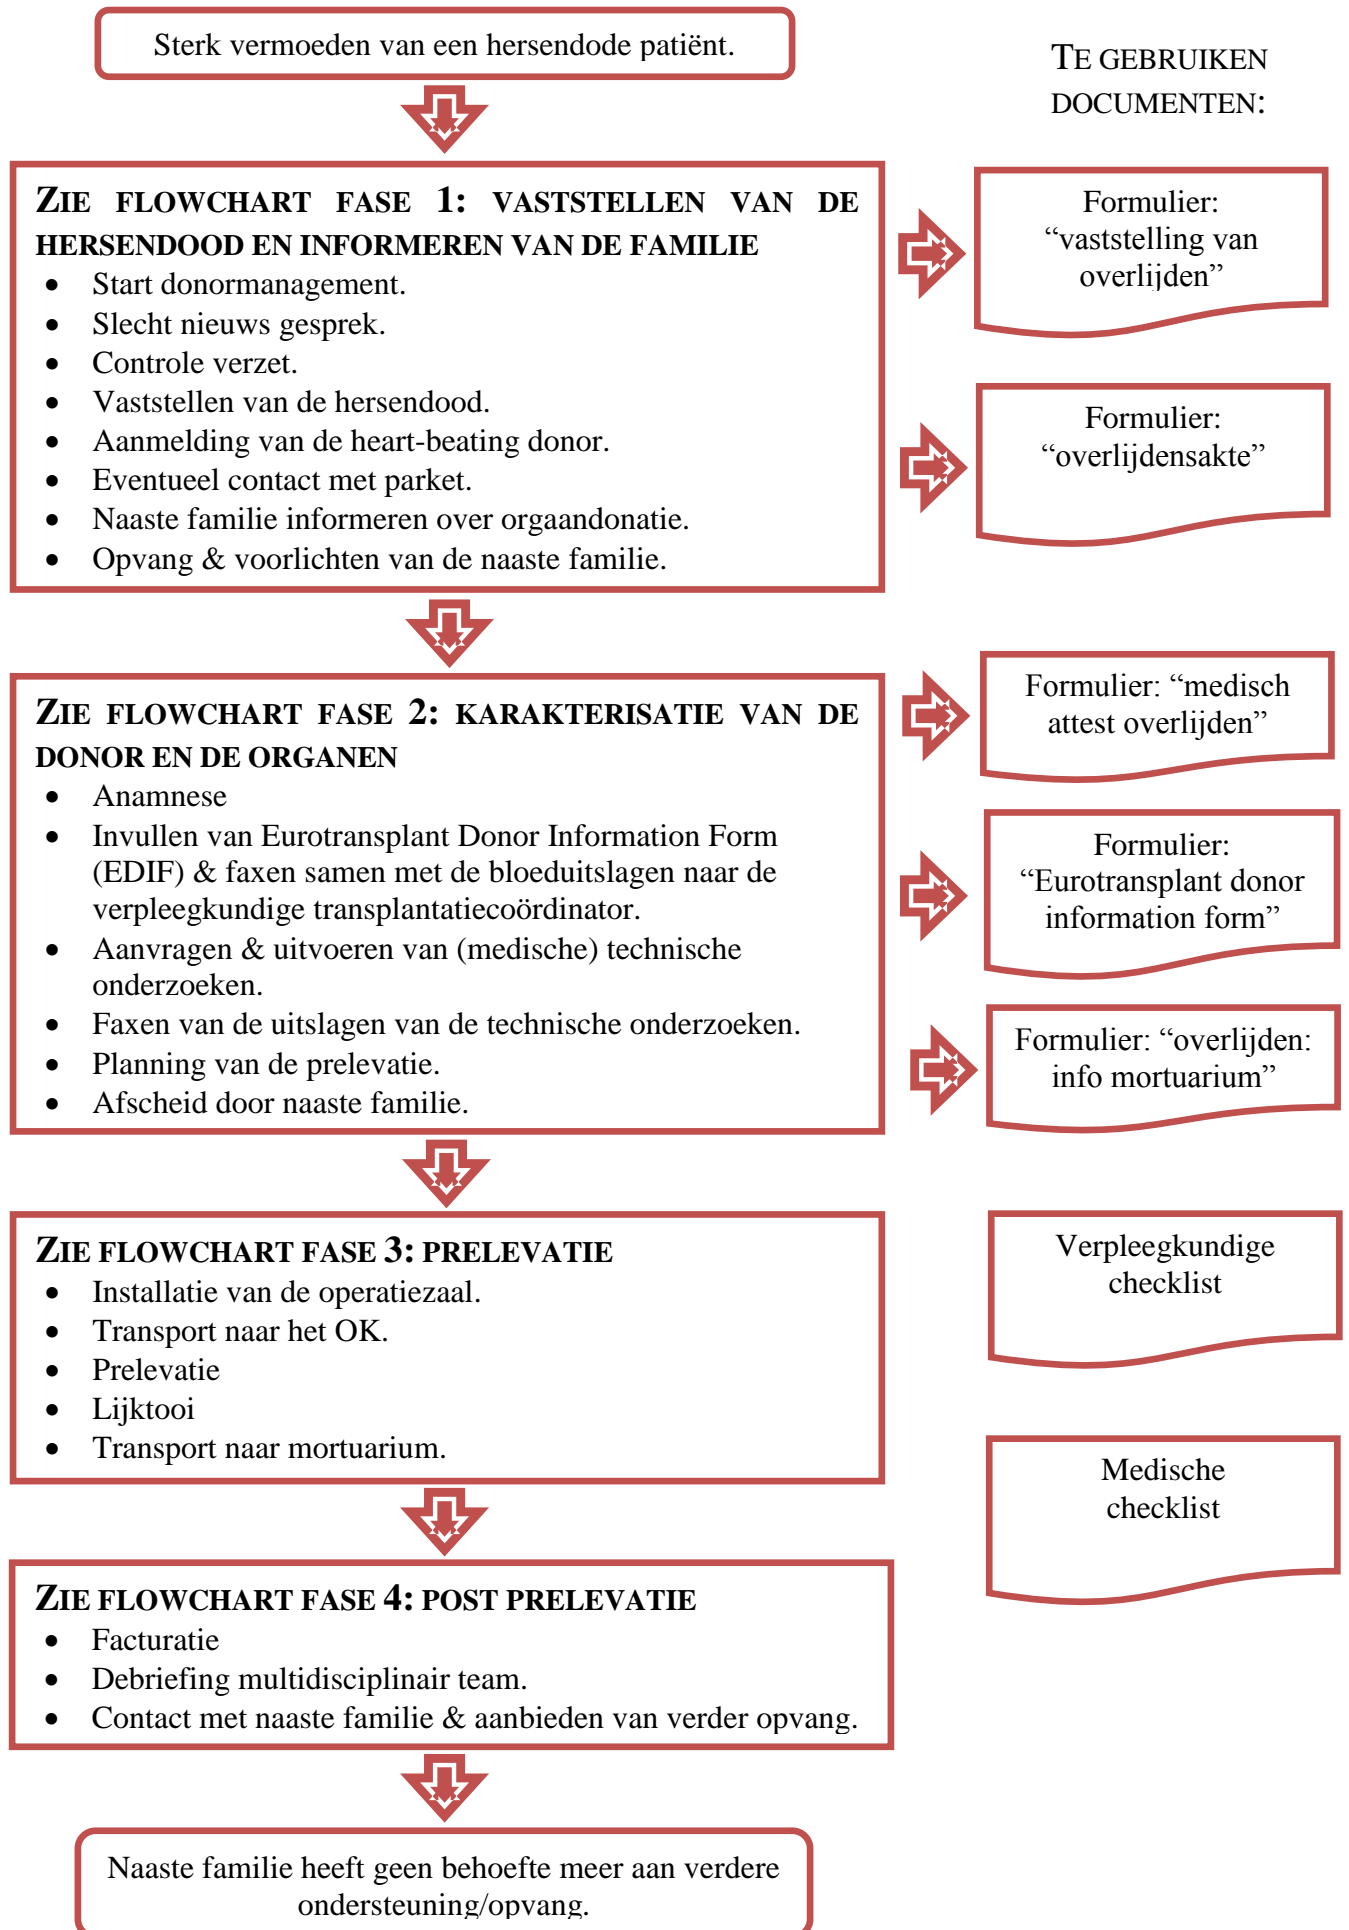 Sterk vermoeden van een hersendode patiënt.
TE GEBRUIKEN
DOCUMENTEN:
ZIE FLOWCHART FASE 1: VASTSTELLEN VAN DE
HERSENDOOD EN INFORMEREN VAN DE FAMILIE
• Start donormanagement.
• Slecht nieuws gesprek.
• Controle verzet.
• Vaststellen van de hersendood.
• Aanmelding van de heart-beating donor.
• Eventueel contact met parket.
• Naaste familie informeren over orgaandonatie.
• Opvang & voorlichten van de naaste familie.
Formulier:
“vaststelling van
overlijden”
Formulier:
“overlijdensakte”
ZIE FLOWCHART FASE 2: KARAKTERISATIE VAN DE
DONOR EN DE ORGANEN
• Anamnese
• Invullen van Eurotransplant Donor Information Form
(EDIF) & faxen samen met de bloeduitslagen naar de
verpleegkundige transplantatiecoördinator.
• Aanvragen & uitvoeren van (medische) technische
onderzoeken.
• Faxen van de uitslagen van de technische onderzoeken.
• Planning van de prelevatie.
• Afscheid door naaste familie.
Formulier: “medisch
attest overlijden”
Formulier:
“Eurotransplant donor
information form”
Formulier: “overlijden:
info mortuarium”
ZIE FLOWCHART FASE 3: PRELEVATIE
• Installatie van de operatiezaal.
• Transport naar het OK.
• Prelevatie
• Lijktooi
• Transport naar mortuarium.
Verpleegkundige
checklist
Medische
checklist
ZIE FLOWCHART FASE 4: POST PRELEVATIE
• Facturatie
• Debriefing multidisciplinair team.
• Contact met naaste familie & aanbieden van verder opvang.
Naaste familie heeft geen behoefte meer aan verdere
ondersteuning/opvang.